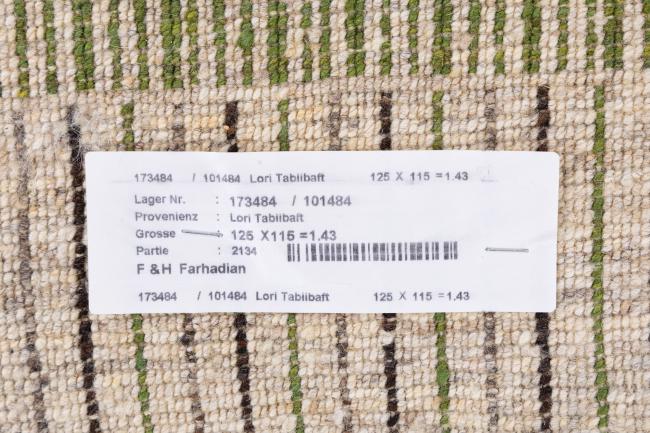 173484 / 101484 Lori Tabiibaft 125 X 115 =1.43
Lager Nr. : 173484 / 101484
Provenienz : Lori Tabiibaft
Grosse 125 X115 =1.43
Partie : 2134
F &H Farhadian
173484 / 101484 Lori Tabiibaft 125 X 115 =1.43